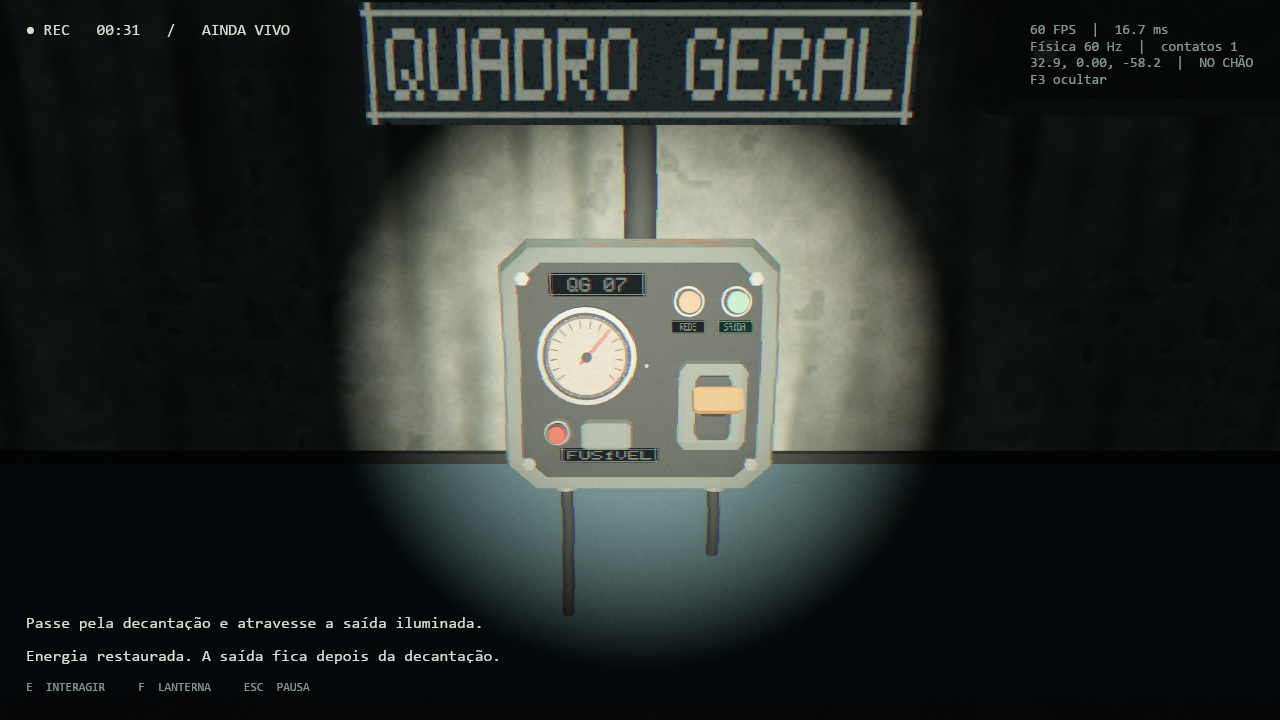 ● REC 00:31 / AINDA VIVO
60 FPS | 16.7 ms
Física 60 Hz | contatos 1
32.9, 0.00, -58.2 | NO CHÃO
F3 ocultar
QUADRO GERAL
QG 07
REDE SAÍDA
FUSíVEL
Passe pela decantação e atravesse a saída iluminada.
Energia restaurada. A saída fica depois da decantação.
E INTERAGIR F LANTERNA ESC PAUSA